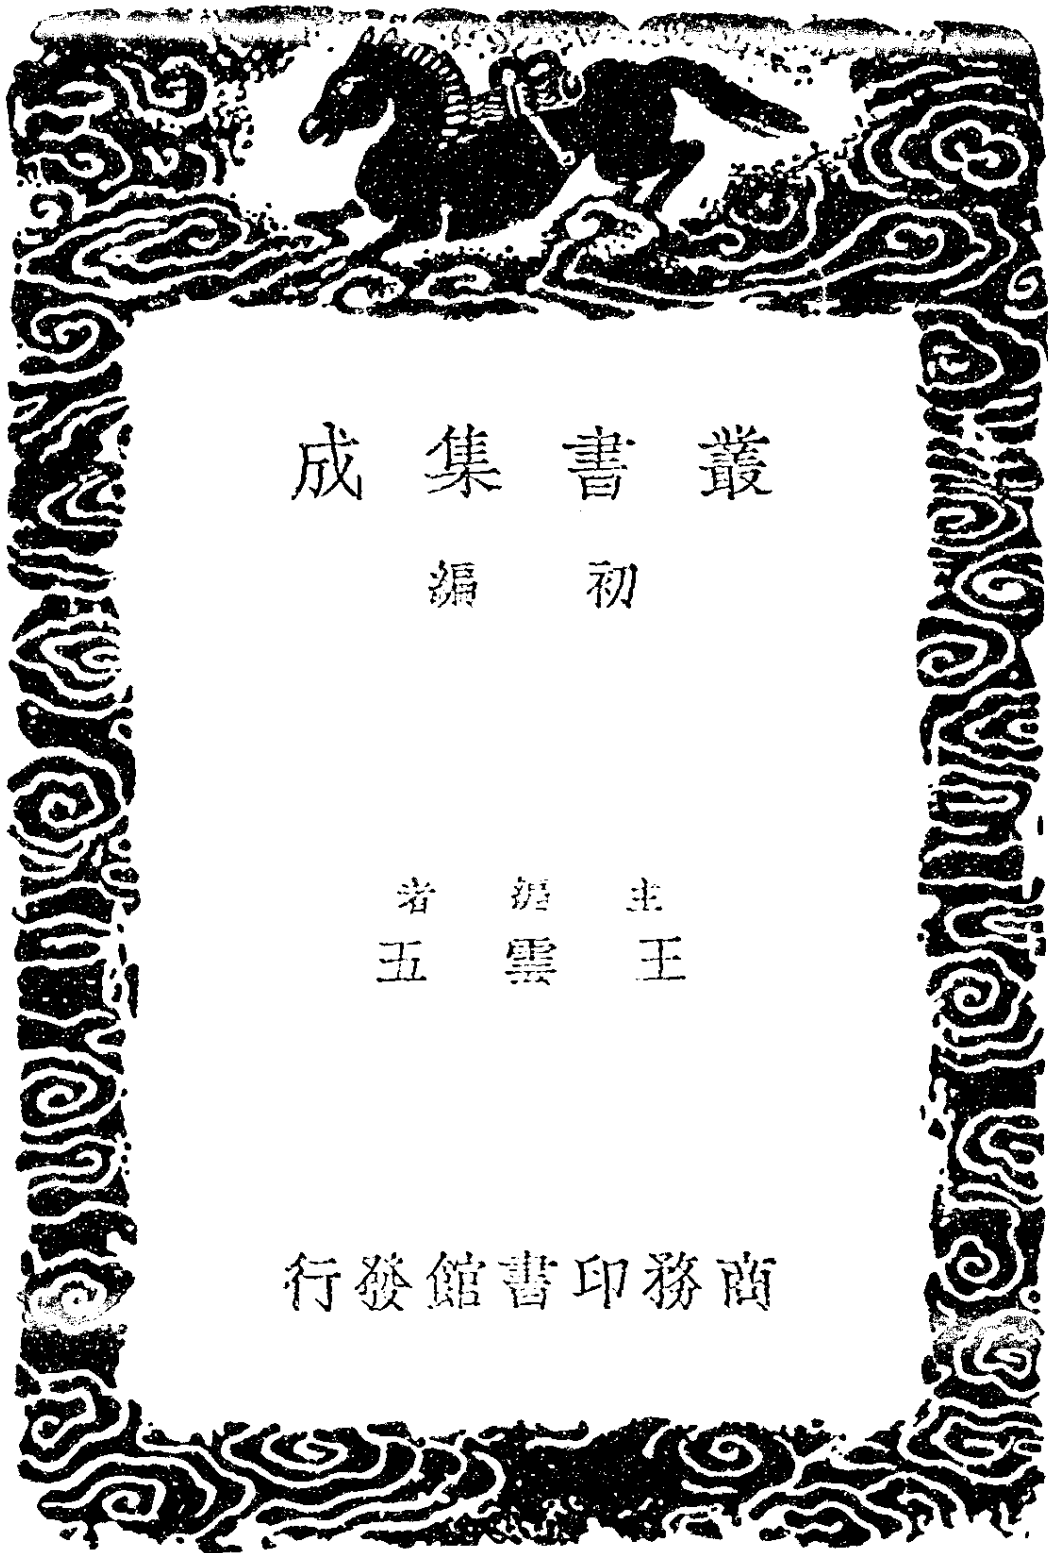 叢書集成
初編
主編者
王雲五
商務印書館發行